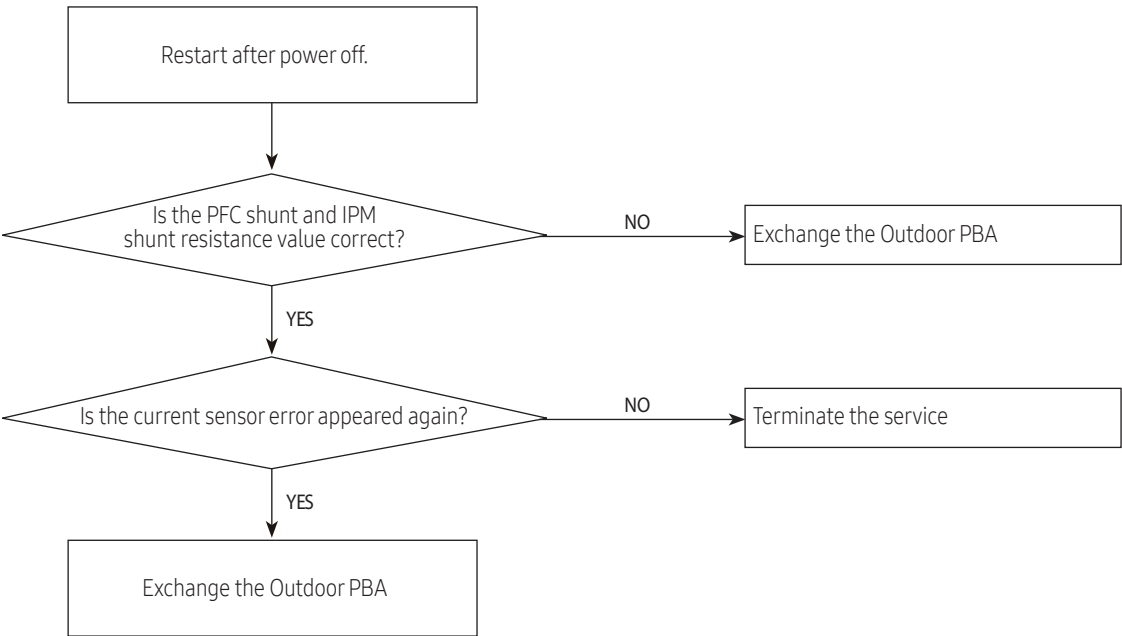 Restart after power off.
Is the PFC shunt and IPM
shunt resistance value correct?
NO
Exchange the Outdoor PBA
YES
Is the current sensor error appeared again?
NO
Terminate the service
YES
Exchange the Outdoor PBA